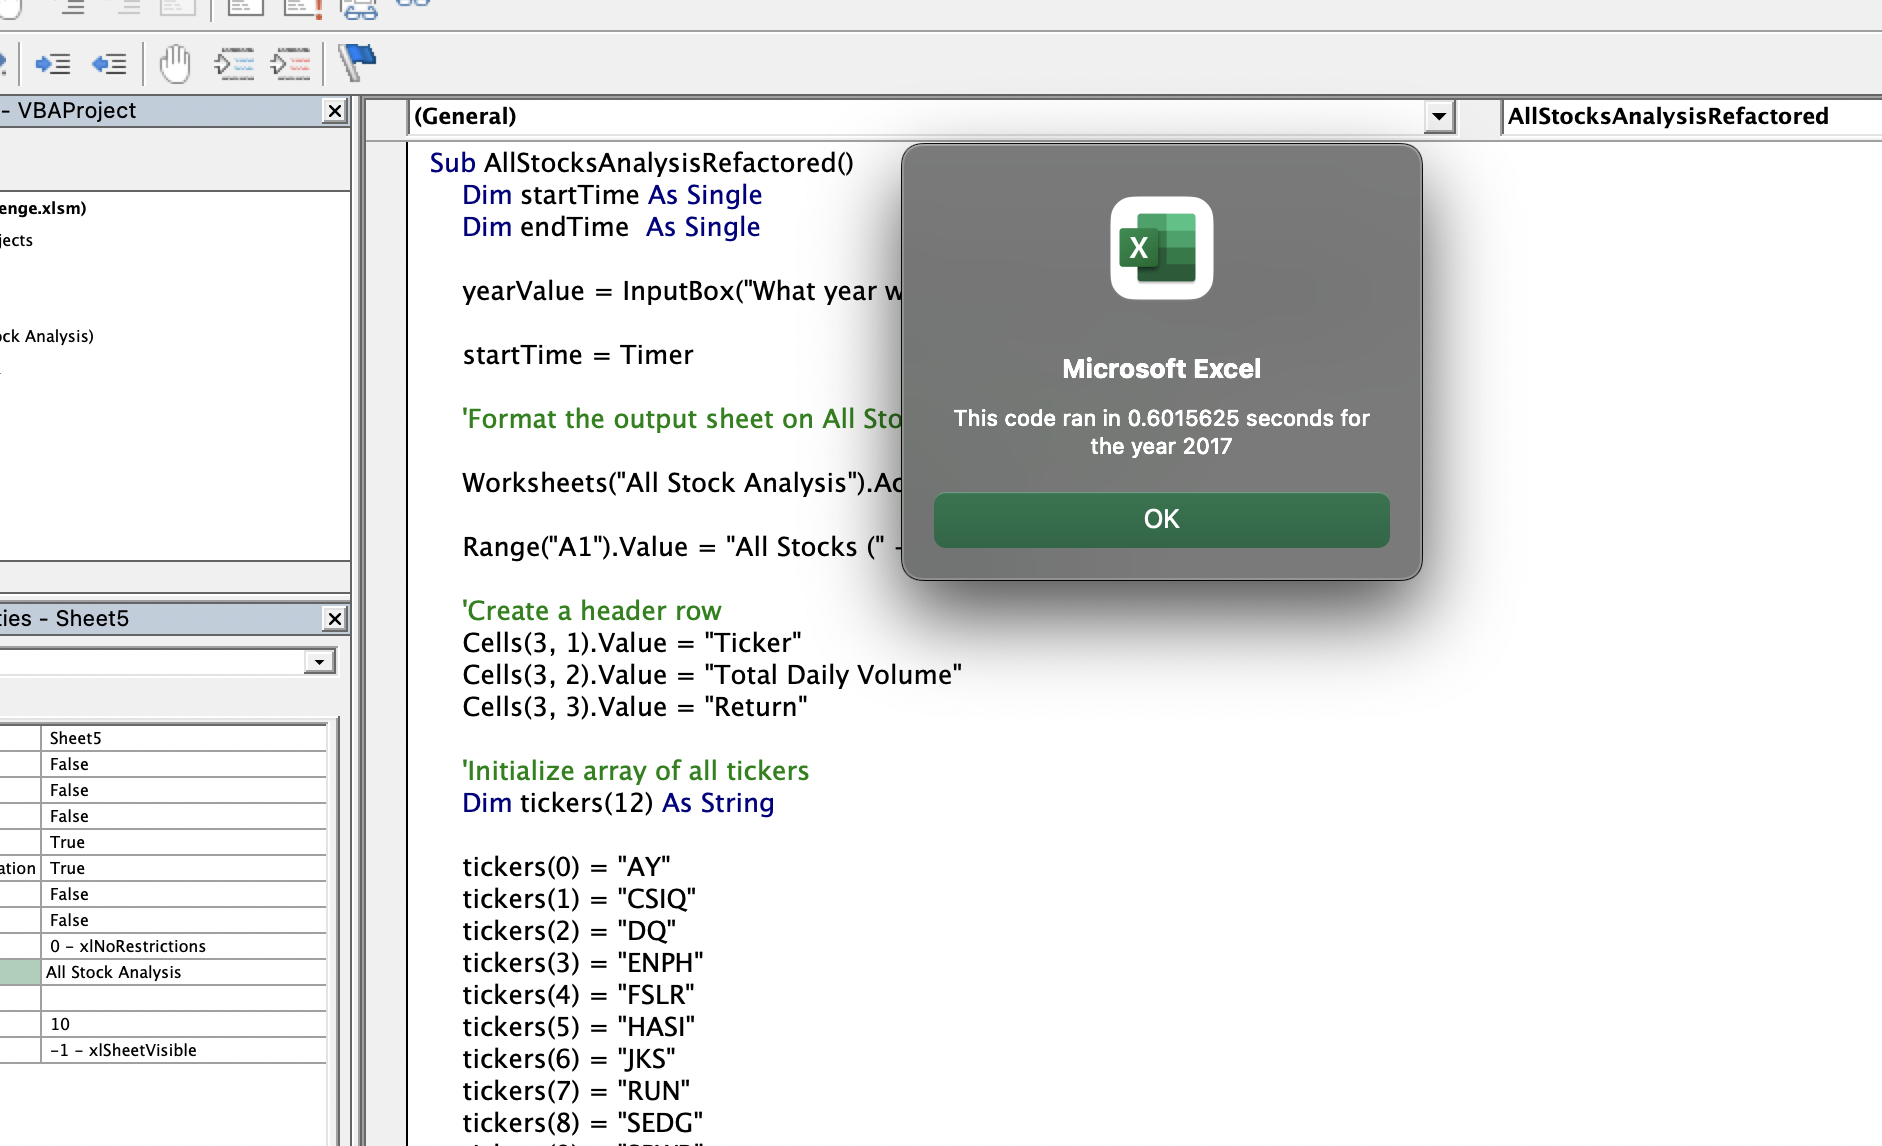 - VBAProject
enge.xlsm)
jects
ock Analysis)
ties - Sheet5
Sheet5
False
False
False
True
ation True
False
False
0 - xlNoRestrictions
All Stock Analysis
10
-1 - xlSheetVisible
(General)
AllStocksAnalysisRefactored
Sub AllStocksAnalysisRefactored()
Dim startTime As Single
Dim endTime  As Single
yearValue = InputBox("What year w
startTime = Timer
'Format the output sheet on All Sto
Worksheets("All Stock Analysis").Ac
Range("A1").Value = "All Stocks (" -
'Create a header row
Cells(3, 1).Value = "Ticker"
Cells(3, 2).Value = "Total Daily Volume"
Cells(3, 3).Value = "Return"
'Initialize array of all tickers
Dim tickers(12) As String
tickers(0) = "AY"
tickers(1) = "CSIQ"
tickers(2) = "DQ"
tickers(3) = "ENPH"
tickers(4) = "FSLR"
tickers(5) = "HASI"
tickers(6) = "JKS"
tickers(7) = "RUN"
tickers(8) = "SEDG"
X
Microsoft Excel
This code ran in 0.6015625 seconds for
the year 2017
OK